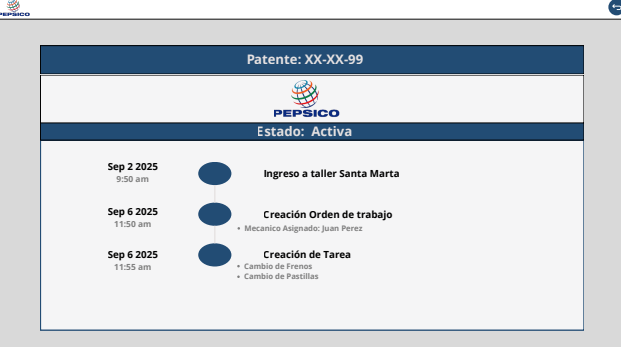 PEPSICO
Patente: XX-XX-99
PEPSICO
Estado: Activa
Sep 2 2025
9:50 am
Ingreso a taller Santa Marta
Sep 6 2025
11:50 am
Creación Orden de trabajo
• Mecanico Asignado: Juan Perez
Sep 6 2025
11:55 am
Creación de Tarea
• Cambio de Frenos
• Cambio de Pastillas